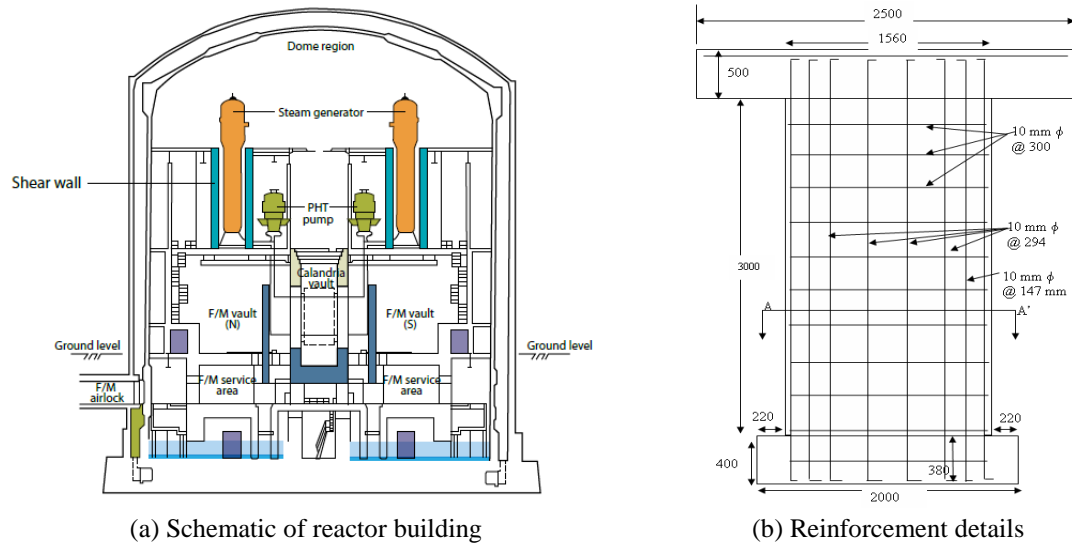 Dome region
Steam generator
Shear wall
PHT
pump
Calandria
vault
F/M vault
(N)
F/M vault
(S)
Ground level
Ground level
F/M
airlock
F/M service
area
F/M service
area
(a) Schematic of reactor building
2500
1560
500
10 mm ϕ
@ 300
10 mm ϕ
@ 294
3000
10 mm ϕ
@ 147 mm
A
A'
220
220
400
380
2000
(b) Reinforcement details